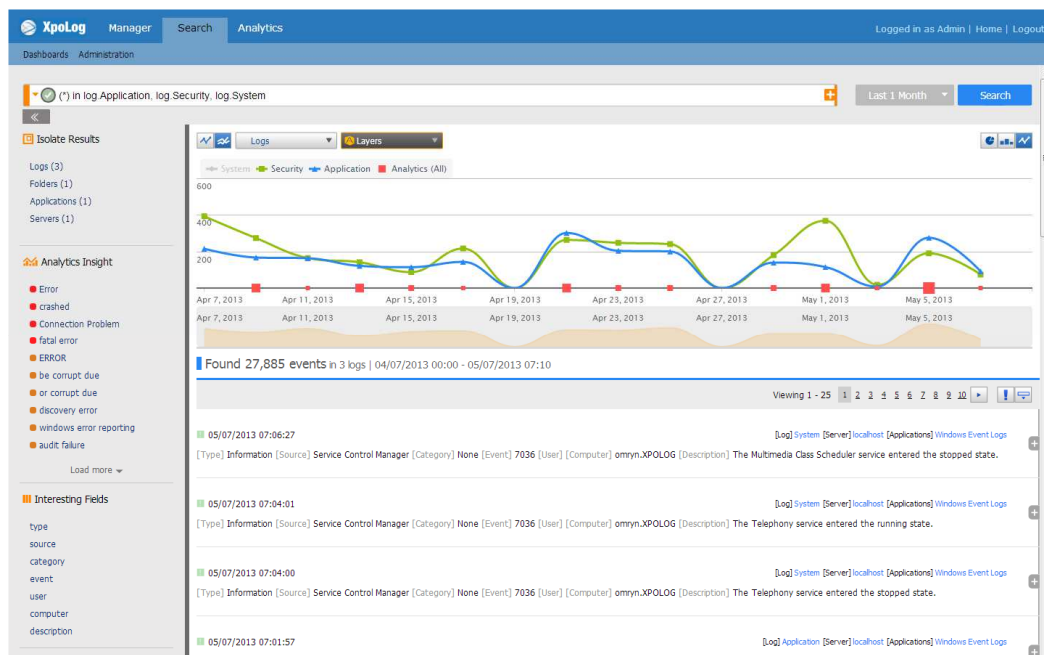 XpoLog Manager Search Analytics Logged in as Admin | Home | Logout
Dashboards Administration
(*) in log.Application, log.Security, log.System Last 1 Month Search
Isolate Results
Logs (3)
Folders (1)
Applications (1)
Servers (1)
Analytics Insight
Error
crashed
Connection Problem
fatal error
ERROR
be corrupt due
or corrupt due
discovery error
windows error reporting
audit failure
Load more
Interesting Fields
type
source
category
event
user
computer
description
Logs Layers
System Security Application Analytics (All)
600
400
200
Apr 7, 2013 Apr 11, 2013 Apr 15, 2013 Apr 19, 2013 Apr 23, 2013 Apr 27, 2013 May 1, 2013 May 5, 2013
Apr 7, 2013 Apr 11, 2013 Apr 15, 2013 Apr 19, 2013 Apr 23, 2013 Apr 27, 2013 May 1, 2013 May 5, 2013
Found 27,885 events in 3 logs | 04/07/2013 00:00 - 05/07/2013 07:10
Viewing 1 - 25 1 2 3 4 5 6 7 8 9 10
05/07/2013 07:06:27 [Log] System [Server] localhost [Applications] Windows Event Logs
[Type] Information [Source] Service Control Manager [Category] None [Event] 7036 [User] [Computer] omryn.XPOLOG [Description] The Multimedia Class Scheduler service entered the stopped state.
05/07/2013 07:04:01 [Log] System [Server] localhost [Applications] Windows Event Logs
[Type] Information [Source] Service Control Manager [Category] None [Event] 7036 [User] [Computer] omryn.XPOLOG [Description] The Telephony service entered the running state.
05/07/2013 07:04:00 [Log] System [Server] localhost [Applications] Windows Event Logs
[Type] Information [Source] Service Control Manager [Category] None [Event] 7036 [User] [Computer] omryn.XPOLOG [Description] The Telephony service entered the stopped state.
05/07/2013 07:01:57 [Log] Application [Server] localhost [Applications] Windows Event Logs